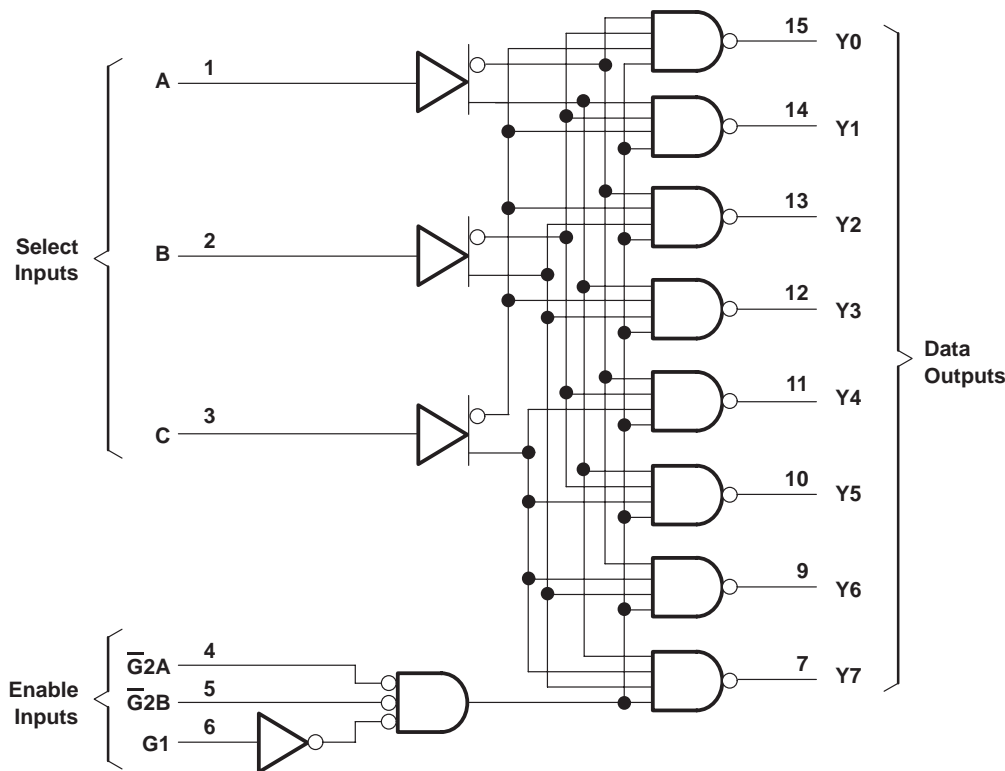 15 Y0
A 1
14 Y1
13 Y2
Select
Inputs
B 2
12 Y3
Data
Outputs
11 Y4
C 3
10 Y5
9 Y6
Enable
Inputs
G̅2A 4
G̅2B 5
G1 6
7 Y7